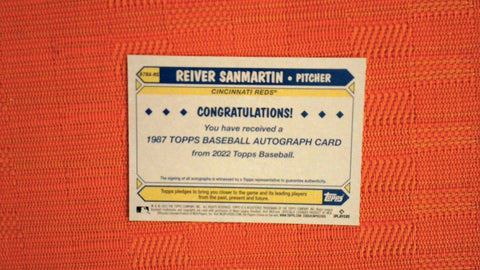 87BA-RS
REIVER SANMARTIN • PITCHER
CINCINNATI REDS®
CONGRATULATIONS!
You have received a
1987 TOPPS BASEBALL AUTOGRAPH CARD
from 2022 Topps Baseball.
The signing of all autographs is witnessed by a Topps representative to guarantee authenticity.
Topps pledges to bring you closer to the game and its leading players
from the past, present and future.
Topps
PLAYERS